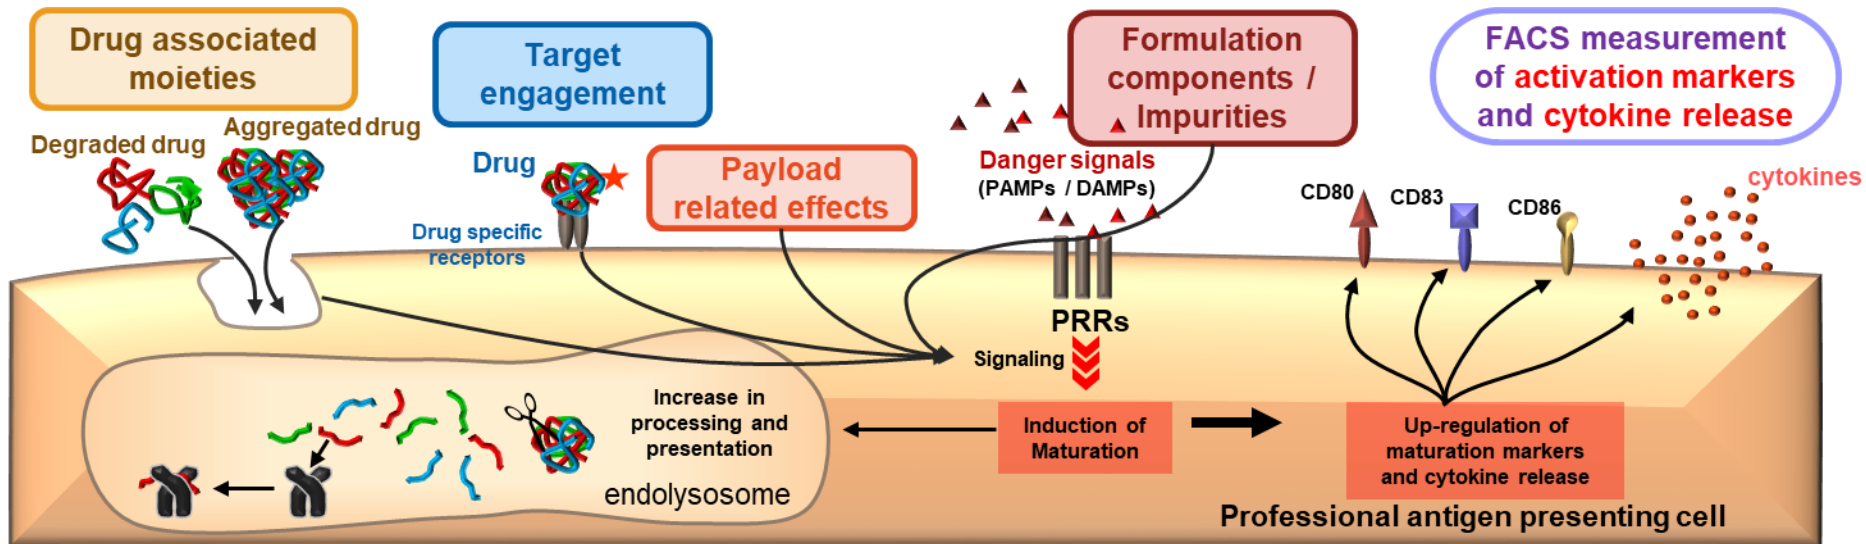 Drug associated
moieties
Degraded drug
Aggregated drug
Target
engagement
Drug
Drug specific
receptors
Payload
related effects
Formulation
components /
Impurities
Danger signals
(PAMPs / DAMPs)
PRRs
Signaling
FACS measurement
of activation markers
and cytokine release
CD80
CD83
CD86
cytokines
Increase in
processing and
presentation
endolysosome
Induction of
Maturation
Up-regulation of
maturation markers
and cytokine release
Professional antigen presenting cell